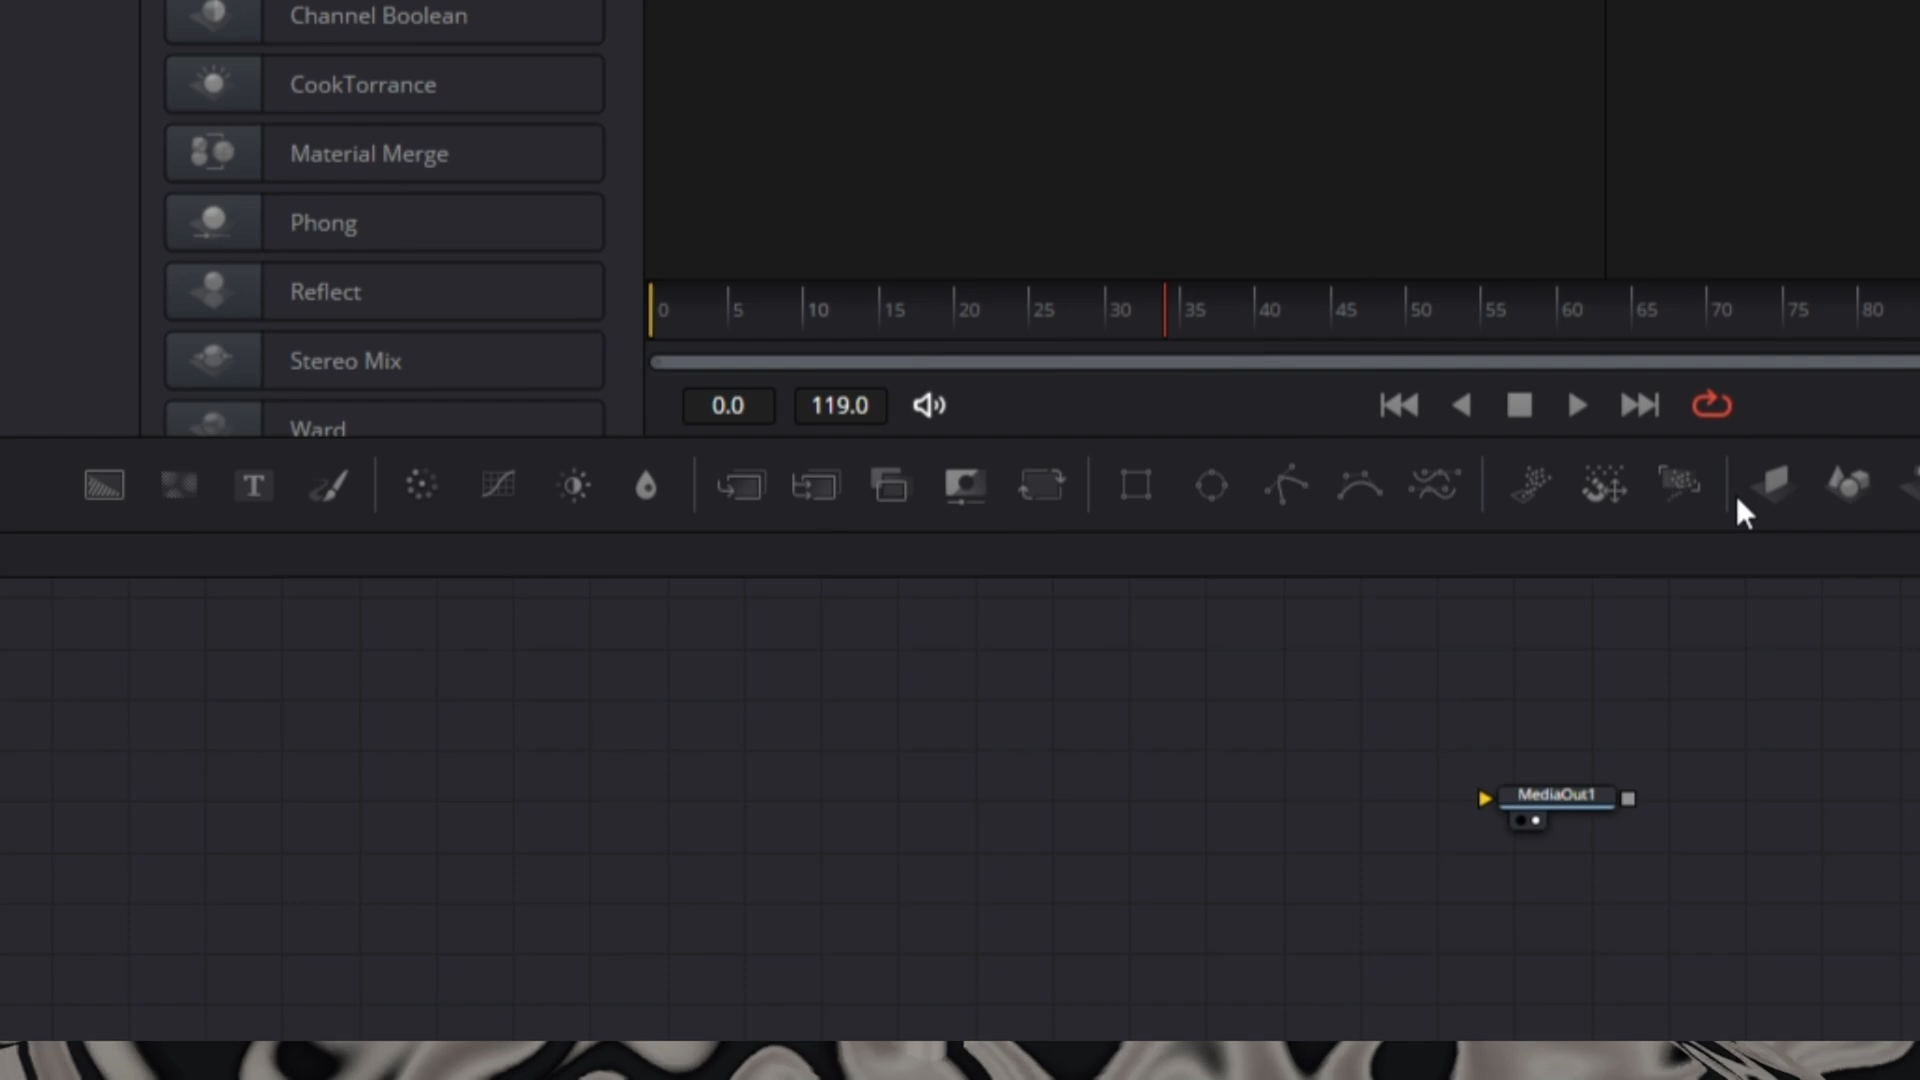 Channel Boolean
CookTorrance
Material Merge
Phong
Reflect
Stereo Mix
Ward
0 5 10 15 20 25 30 35 40 45 50 55 60 65 70 75 80
0.0 119.0
T
MediaOut1